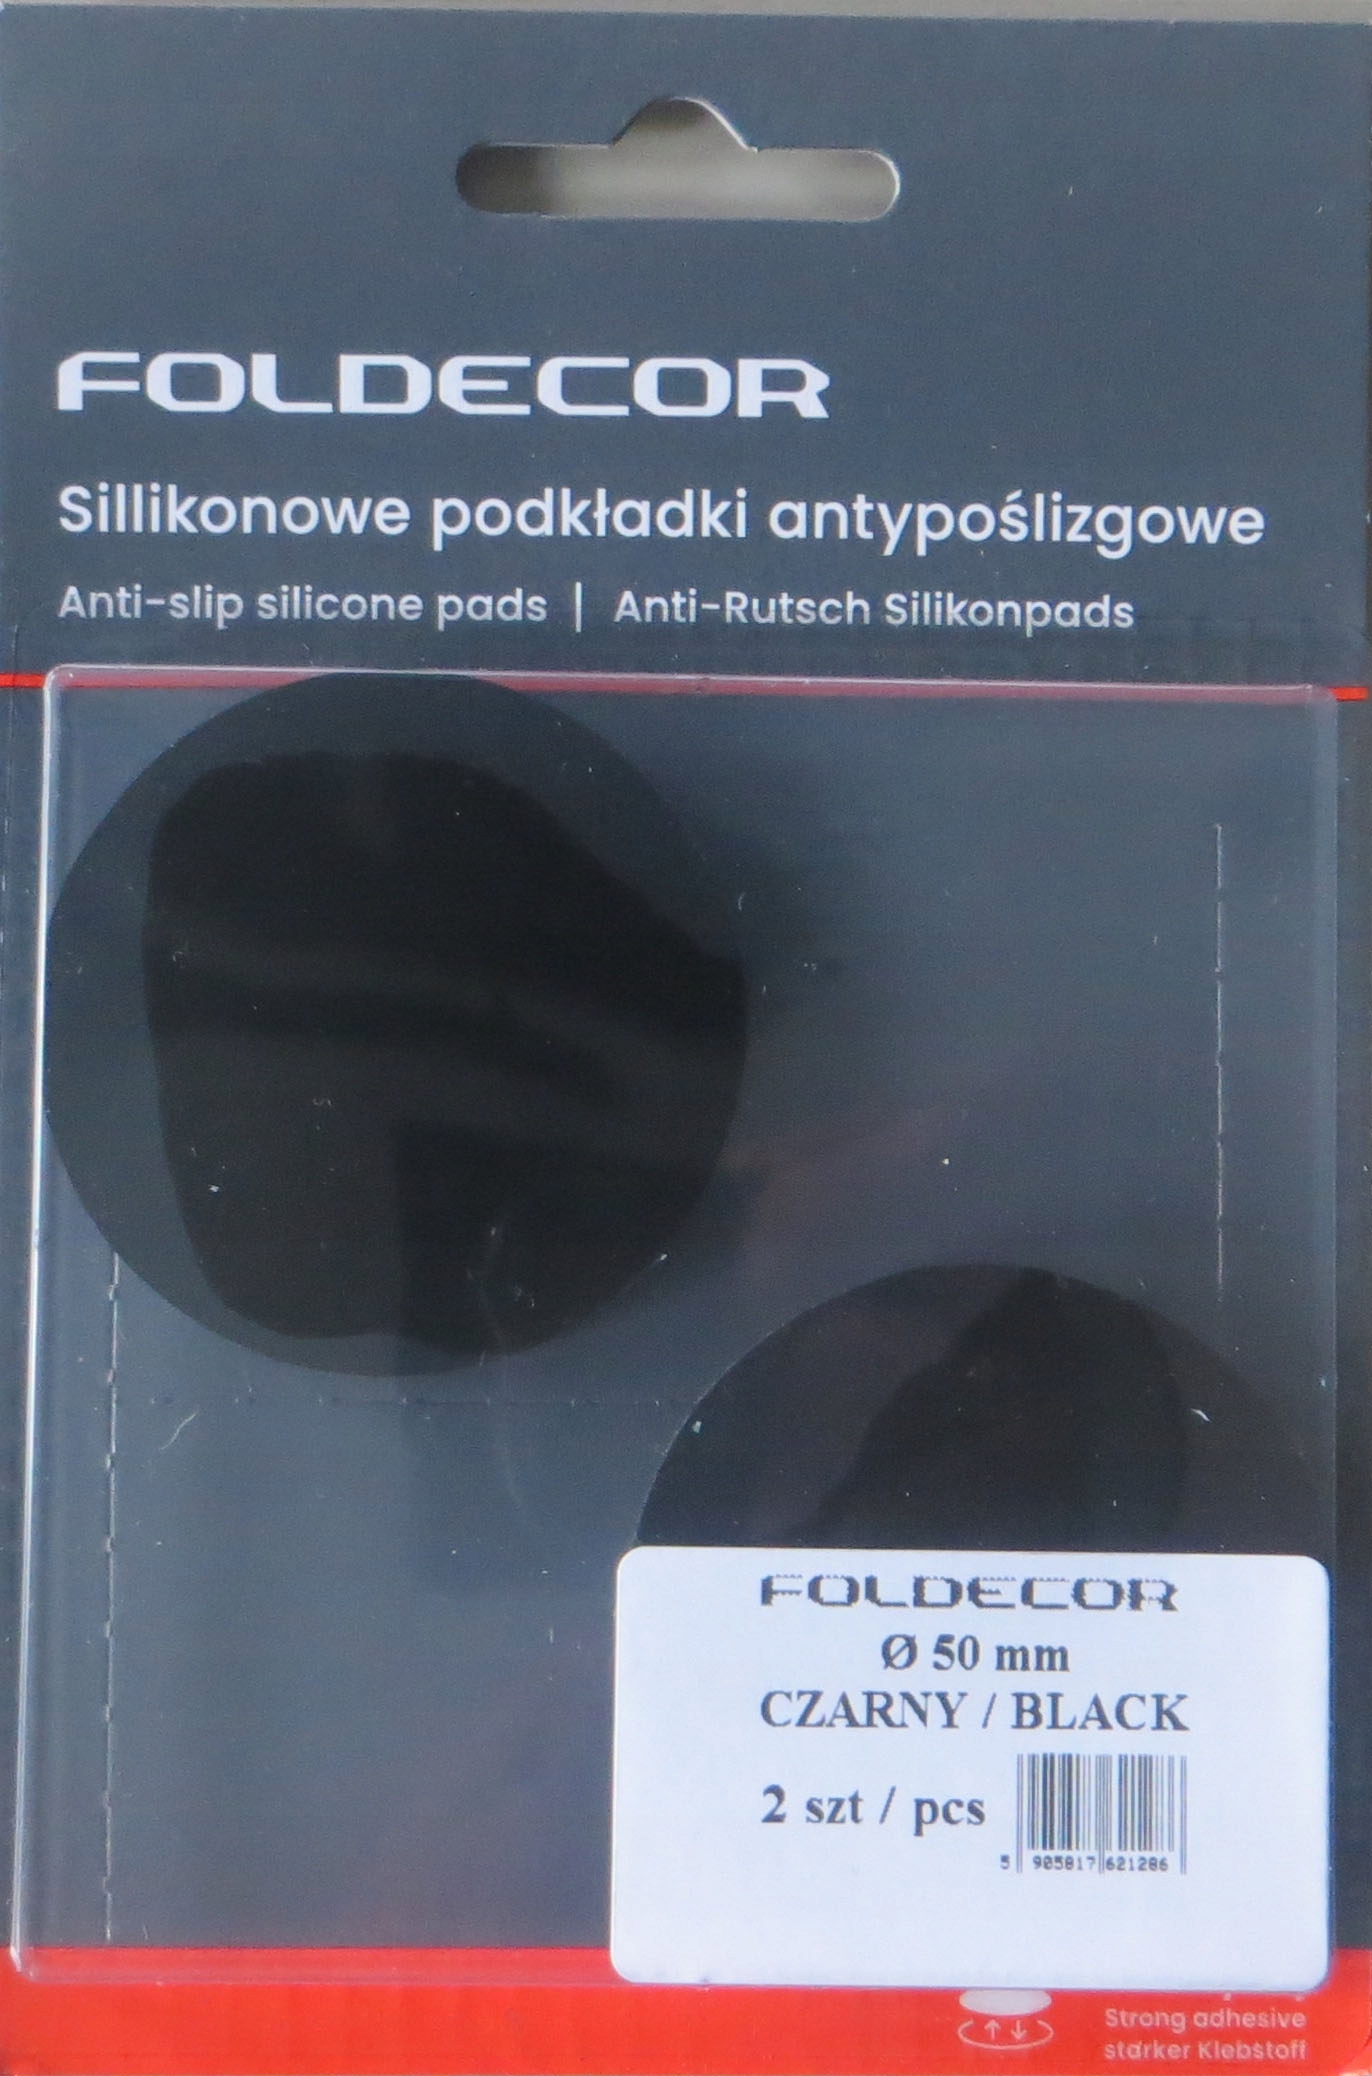 FOLDECOR
Sillikonowe podkładki antypoślizgowe
Anti-slip silicone pads | Anti-Rutsch Silikonpads
FOLDECOR
Ø 50 mm
CZARNY / BLACK
2 szt / pcs
5 905817 621286
Strong adhesive
starker Klebstoff